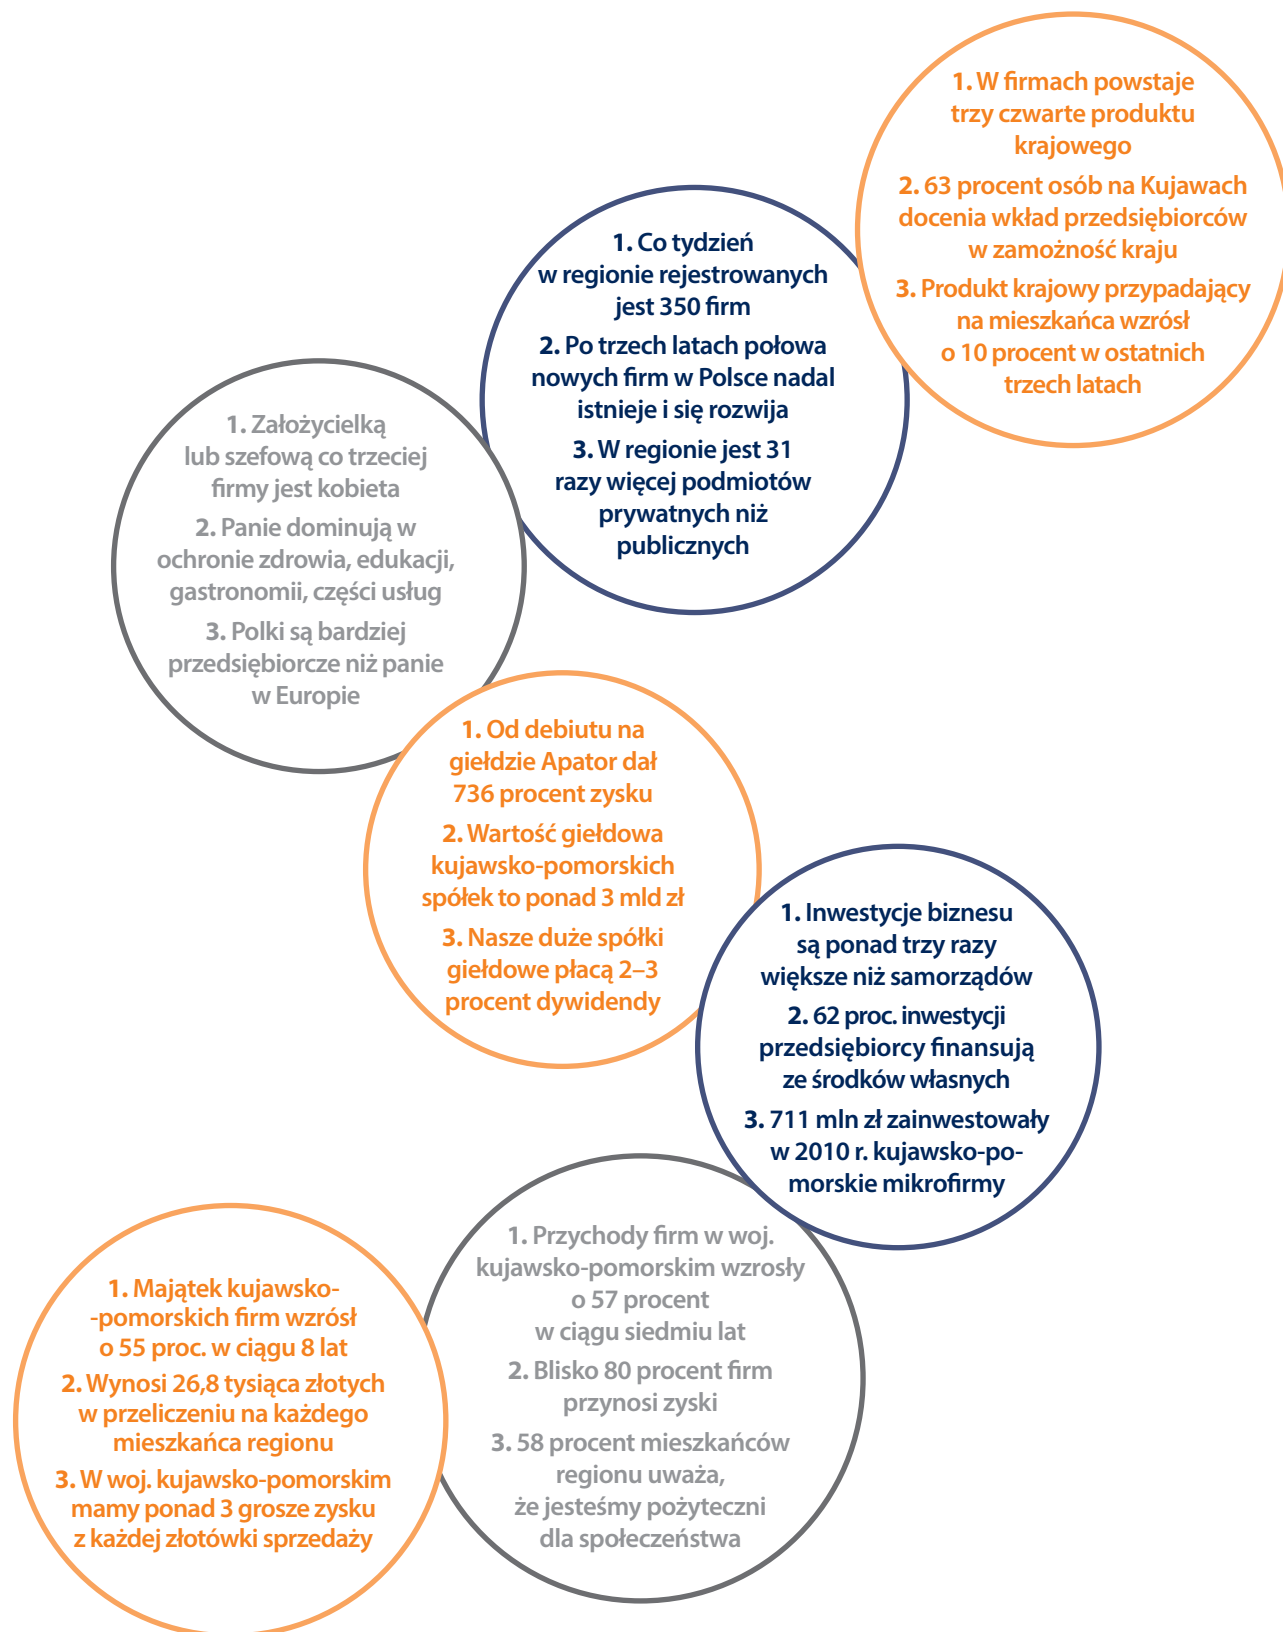 1. W firmach powstaje
trzy czwarte produktu
krajowego
2. 63 procent osób na Kujawach
docenia wkład przedsiębiorców
w zamożność kraju
3. Produkt krajowy przypadający
na mieszkańca wzrósł
o 10 procent w ostatnich
trzech latach
1. Co tydzień
w regionie rejestrowanych
jest 350 firm
2. Po trzech latach połowa
nowych firm w Polsce nadal
istnieje i się rozwija
3. W regionie jest 31
razy więcej podmiotów
prywatnych niż
publicznych
1. Założycielką
lub szefową co trzeciej
firmy jest kobieta
2. Panie dominują w
ochronie zdrowia, edukacji,
gastronomii, części usług
3. Polki są bardziej
przedsiębiorcze niż panie
w Europie
1. Od debiutu na
giełdzie Apator dał
736 procent zysku
2. Wartość giełdowa
kujawsko-pomorskich
spółek to ponad 3 mld zł
3. Nasze duże spółki
giełdowe płacą 2–3
procent dywidendy
1. Inwestycje biznesu
są ponad trzy razy
większe niż samorządów
2. 62 proc. inwestycji
przedsiębiorcy finansują
ze środków własnych
3. 711 mln zł zainwestowały
w 2010 r. kujawsko-po-
morskie mikrofirmy
1. Przychody firm w woj.
kujawsko-pomorskim wzrosły
o 57 procent
w ciągu siedmiu lat
2. Blisko 80 procent firm
przynosi zyski
3. 58 procent mieszkańców
regionu uważa,
że jesteśmy pożyteczni
dla społeczeństwa
1. Majątek kujawsko-
-pomorskich firm wzrósł
o 55 proc. w ciągu 8 lat
2. Wynosi 26,8 tysiąca złotych
w przeliczeniu na każdego
mieszkańca regionu
3. W woj. kujawsko-pomorskim
mamy ponad 3 grosze zysku
z każdej złotówki sprzedaży